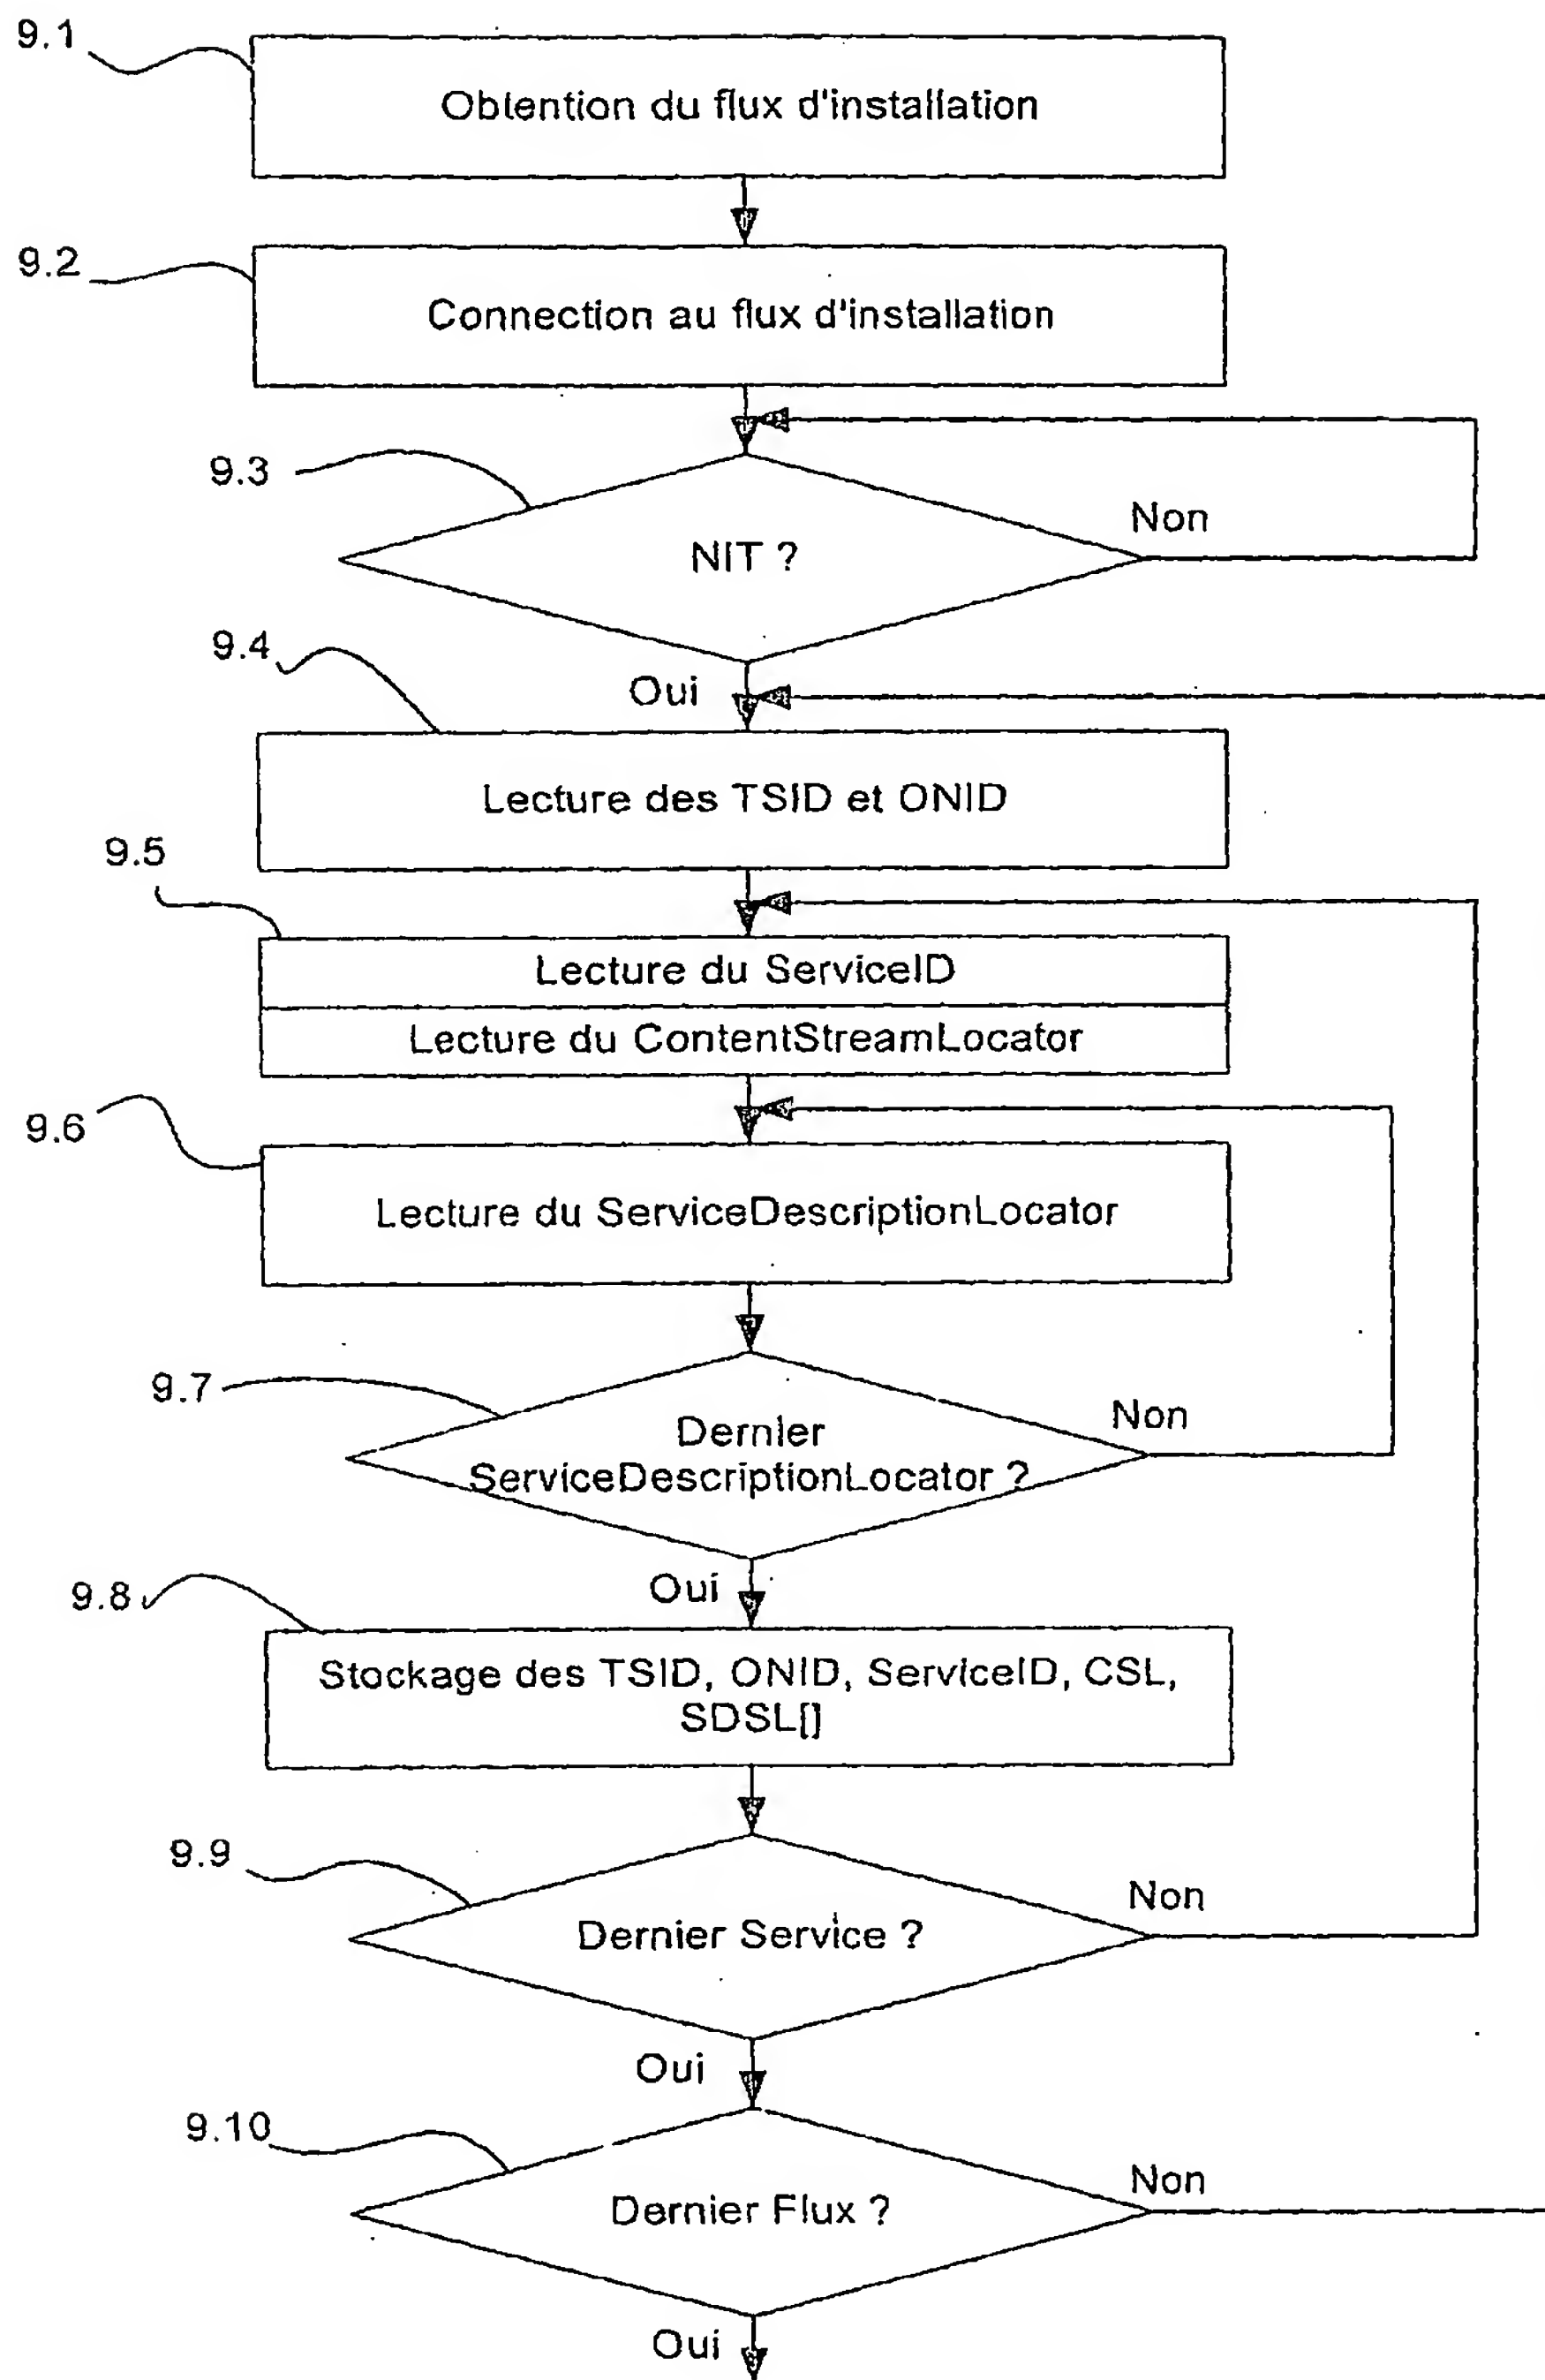 9.1
Obtention du flux d'installation
9.2
Connection au flux d'installation
9.3
NIT ?
Non
9.4
Oui
Lecture des TSID et ONID
9.5
Lecture du ServiceID
Lecture du ContentStreamLocator
9.6
Lecture du ServiceDescriptionLocator
9.7
Dernier
ServiceDescriptionLocator ?
Non
Oui
9.8
Stockage des TSID, ONID, ServiceID, CSL,
SDSL[]
9.9
Dernier Service ?
Non
Oui
9.10
Dernier Flux ?
Non
Oui